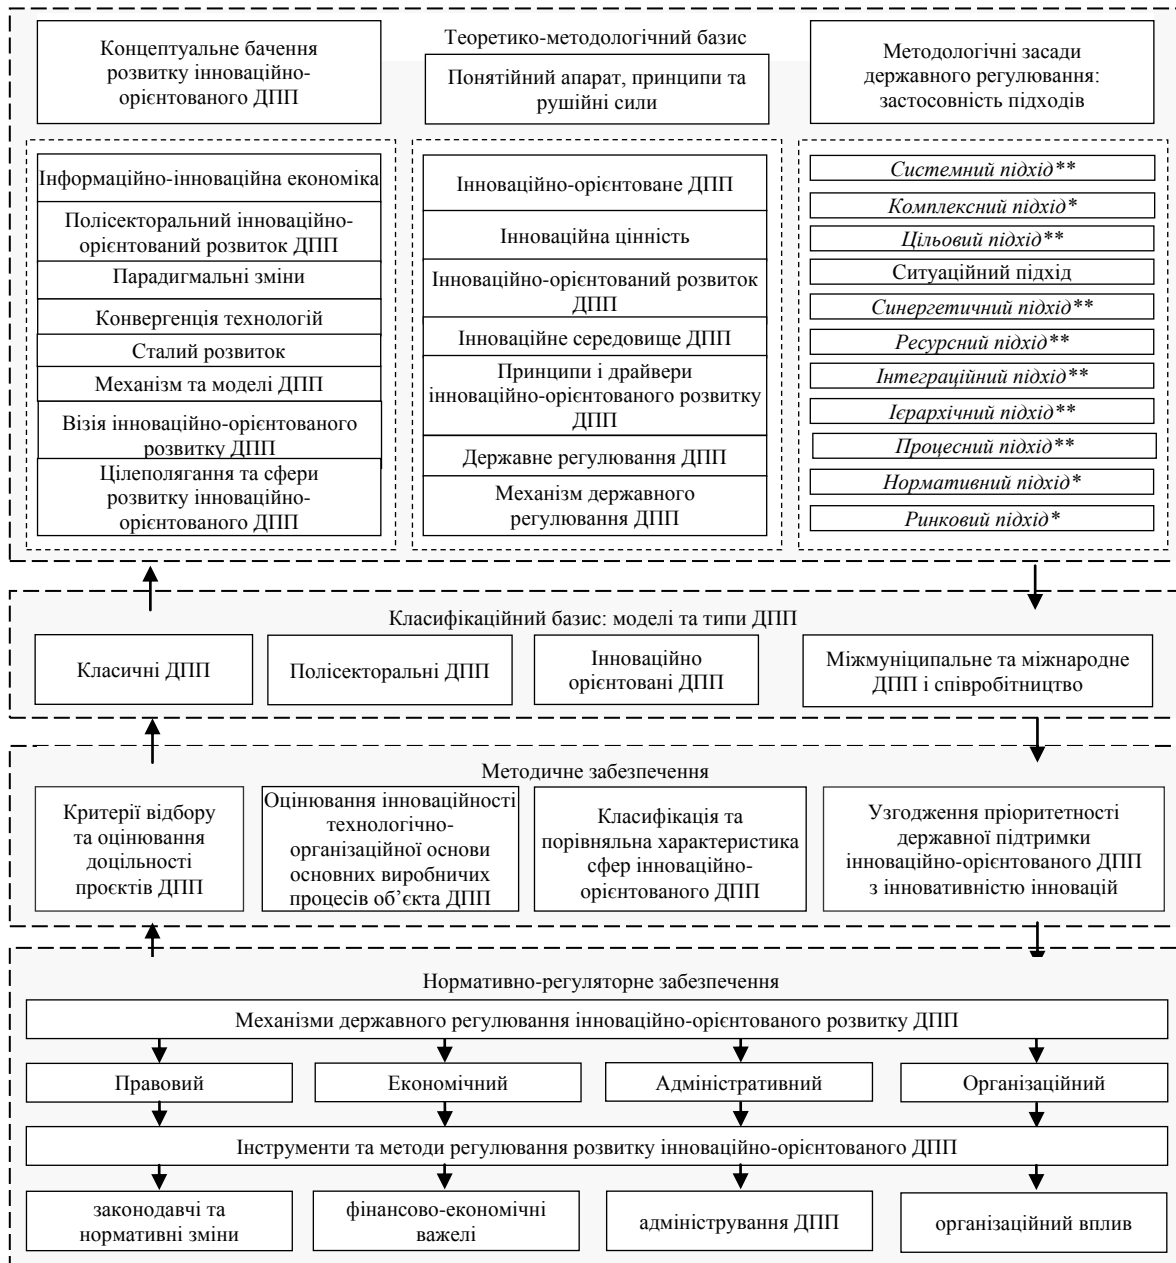 Теоретико-методологічний базис
Концептуальне бачення
розвитку інноваційно-
орієнтованого ДПП
Понятійний апарат, принципи та
рушійні сили
Методологічні засади
державного регулювання:
застосовність підходів
Інформаційно-інноваційна економіка
Полісекторальний інноваційно-
орієнтований розвиток ДПП
Парадигмальні зміни
Конвергенція технологій
Сталий розвиток
Механізм та моделі ДПП
Візія інноваційно-орієнтованого
розвитку ДПП
Цілеполягання та сфери
розвитку інноваційно-
орієнтованого ДПП
Інноваційно-орієнтоване ДПП
Інноваційна цінність
Інноваційно-орієнтований розвиток
ДПП
Інноваційне середовище ДПП
Принципи і драйвери
інноваційно-орієнтованого розвитку
ДПП
Державне регулювання ДПП
Механізм державного
регулювання ДПП
Системний підхід**
Комплексний підхід*
Цільовий підхід**
Ситуаційний підхід
Синергетичний підхід**
Ресурсний підхід**
Інтеграційний підхід**
Ієрархічний підхід**
Процесний підхід**
Нормативний підхід*
Ринковий підхід*
Класифікаційний базис: моделі та типи ДПП
Класичні ДПП
Полісекторальні ДПП
Інноваційно
орієнтовані ДПП
Міжмуніципальне та міжнародне
ДПП і співробітництво
Методичне забезпечення
Критерії відбору
та оцінювання
доцільності
проєктів ДПП
Оцінювання інноваційності
технологічно-
організаційної основи
основних виробничих
процесів об’єкта ДПП
Класифікація та
порівняльна характеристика
сфер інноваційно-
орієнтованого ДПП
Узгодження пріоритетності
державної підтримки
інноваційно-орієнтованого ДПП
з інновативністю інновацій
Нормативно-регуляторне забезпечення
Механізми державного регулювання інноваційно-орієнтованого розвитку ДПП
Правовий
Економічний
Адміністративний
Організаційний
Інструменти та методи регулювання розвитку інноваційно-орієнтованого ДПП
законодавчі та
нормативні зміни
фінансово-економічні
важелі
адміністрування ДПП
організаційний вплив